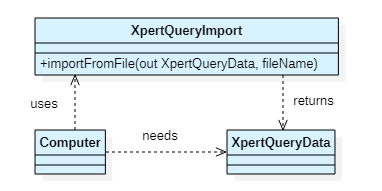 XpertQueryImport
+importFromFile(out XpertQueryData, fileName)
uses
returns
Computer
needs
XpertQueryData